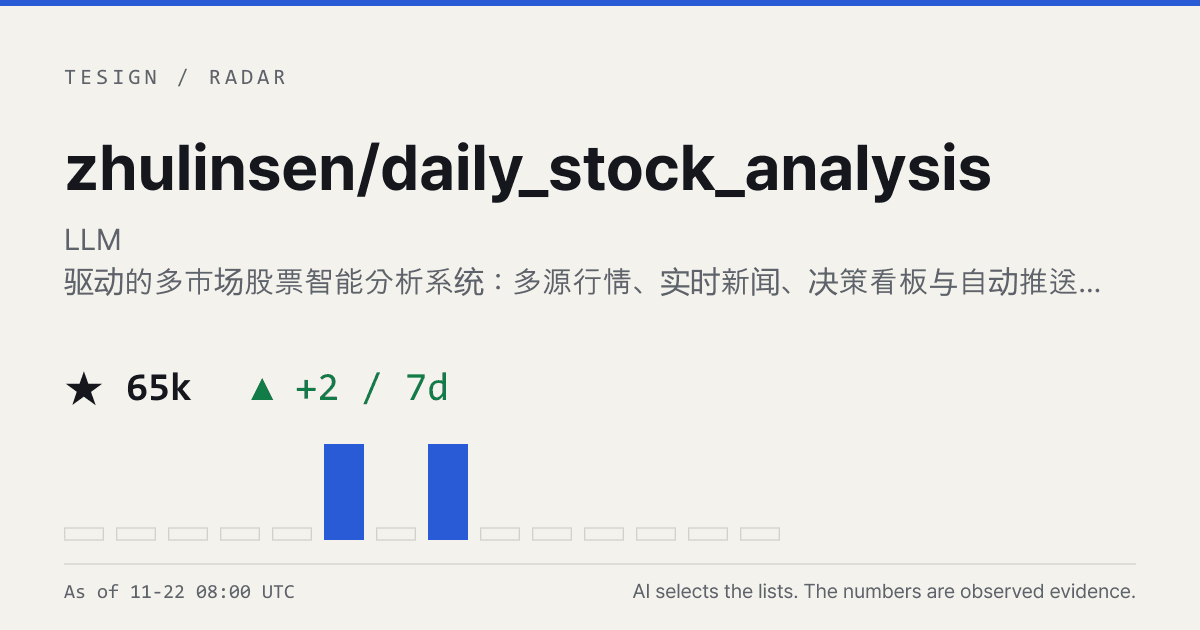 TESIGN / RADAR
zhulinsen/daily_stock_analysis
LLM
驱动的多市场股票智能分析系统：多源行情、实时新闻、决策看板与自动推送…
★ 65k ▲ +2 / 7d
As of 11-22 08:00 UTC
AI selects the lists. The numbers are observed evidence.